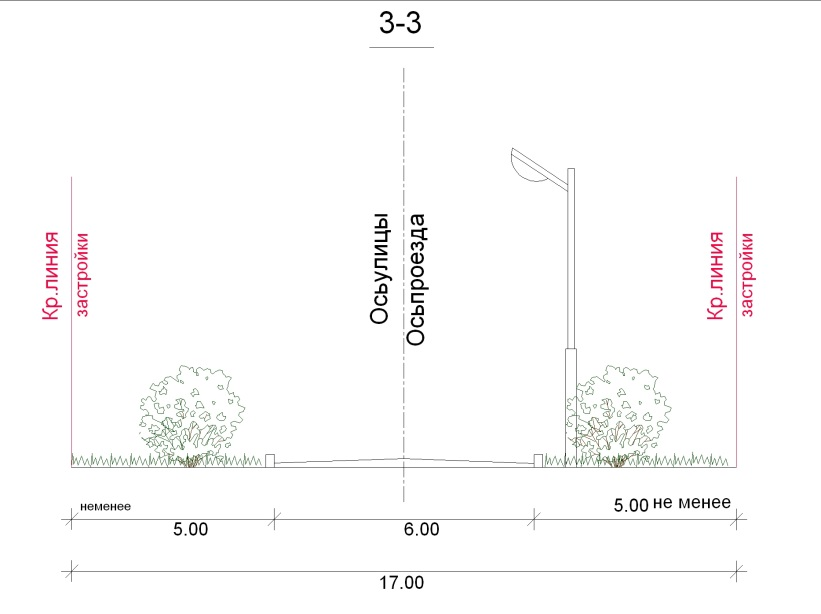 3-3
Кр.линия
застройки
Осьулицы
Осьпроезда
Кр.линия
застройки
неменее
5.00 не менее
5.00
6.00
17.00